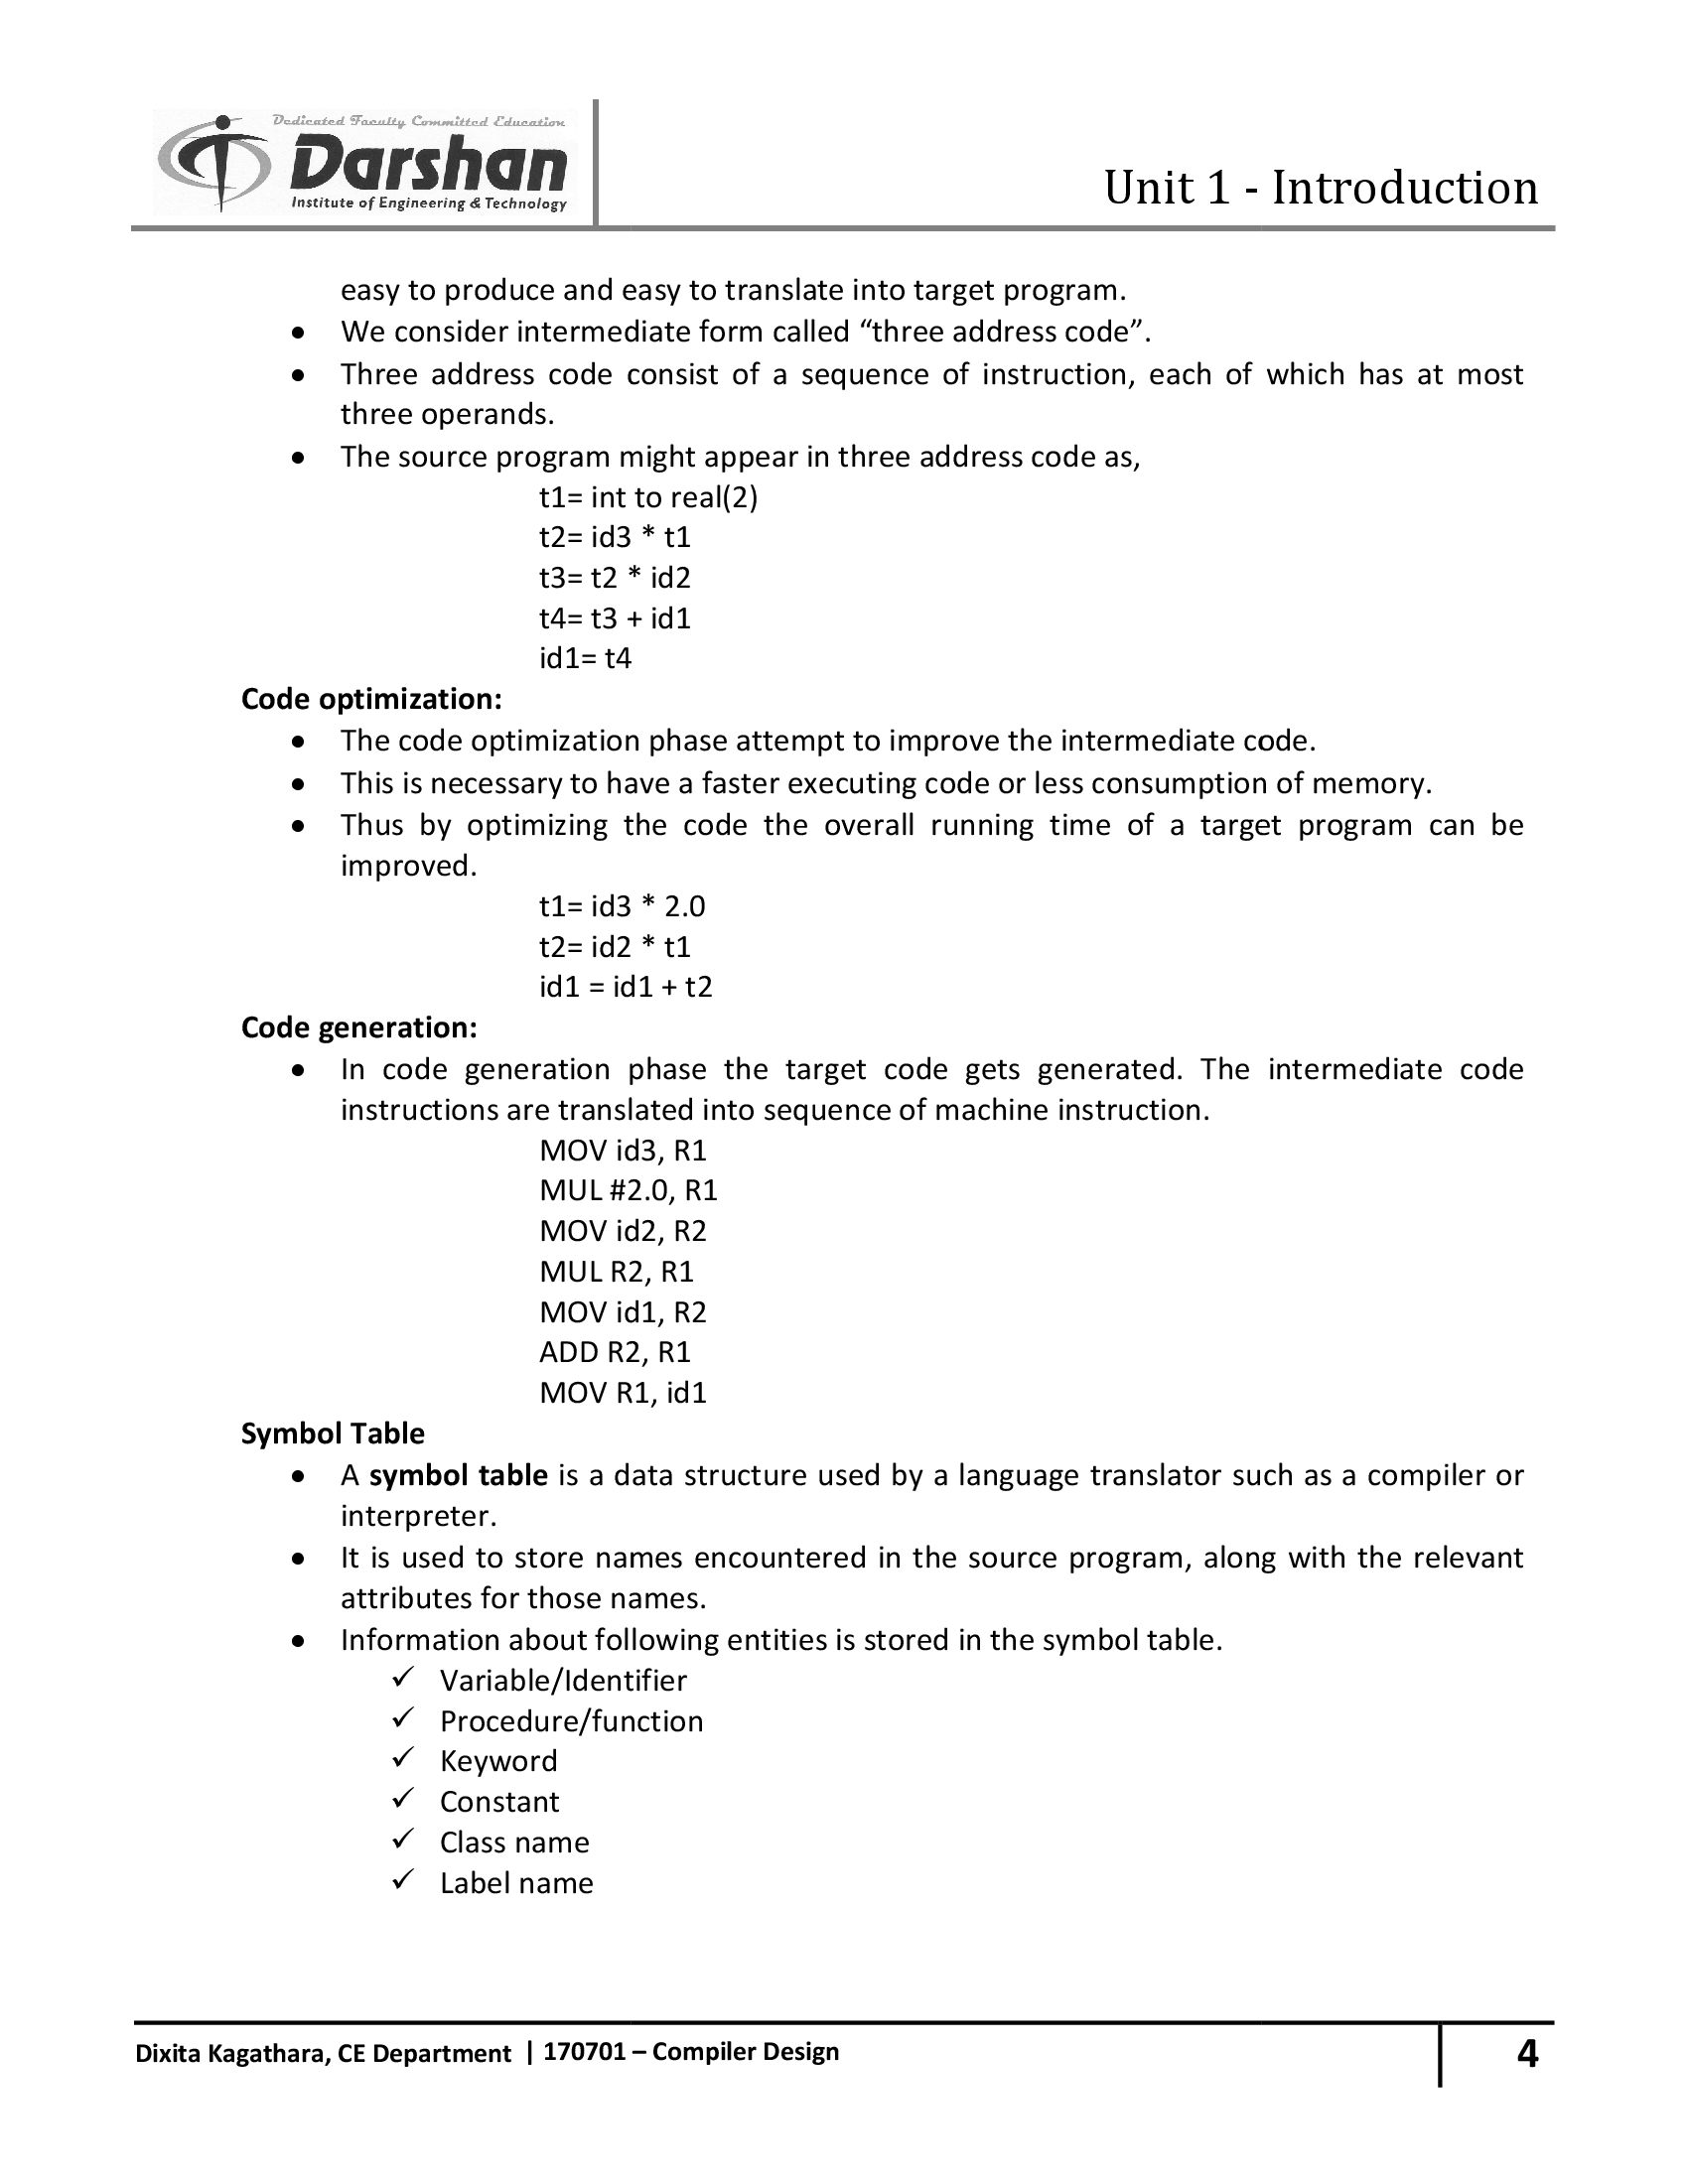 Dedicated Faculty Committed Education
Darshan
Institute of Engineering & Technology
Unit 1 - Introduction
easy to produce and easy to translate into target program.
• We consider intermediate form called “three address code”.
• Three address code consist of a sequence of instruction, each of which has at most
three operands.
• The source program might appear in three address code as,
t1= int to real(2)
t2= id3 * t1
t3= t2 * id2
t4= t3 + id1
id1= t4
Code optimization:
• The code optimization phase attempt to improve the intermediate code.
• This is necessary to have a faster executing code or less consumption of memory.
• Thus by optimizing the code the overall running time of a target program can be
improved.
t1= id3 * 2.0
t2= id2 * t1
id1 = id1 + t2
Code generation:
• In code generation phase the target code gets generated. The intermediate code
instructions are translated into sequence of machine instruction.
MOV id3, R1
MUL #2.0, R1
MOV id2, R2
MUL R2, R1
MOV id1, R2
ADD R2, R1
MOV R1, id1
Symbol Table
• A symbol table is a data structure used by a language translator such as a compiler or
interpreter.
• It is used to store names encountered in the source program, along with the relevant
attributes for those names.
• Information about following entities is stored in the symbol table.
✓ Variable/Identifier
✓ Procedure/function
✓ Keyword
✓ Constant
✓ Class name
✓ Label name
Dixita Kagathara, CE Department | 170701 – Compiler Design
4